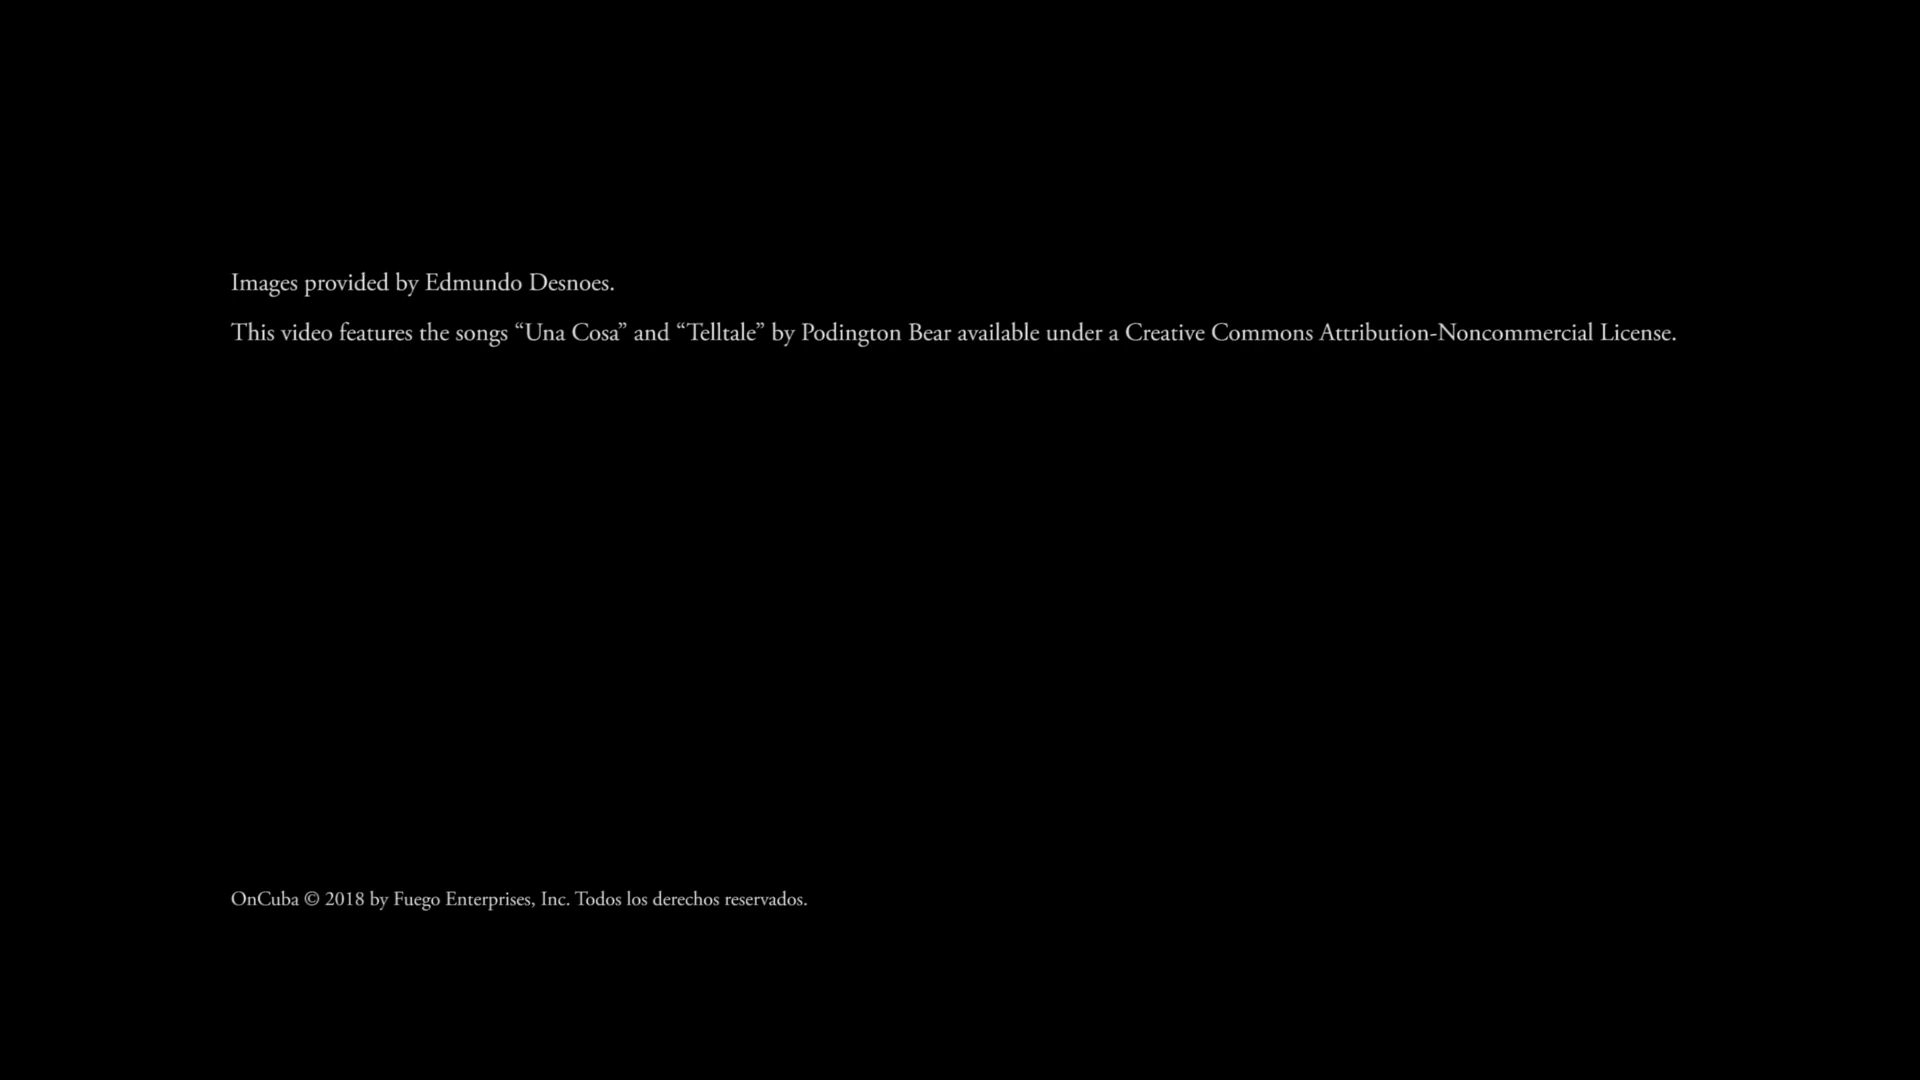 Images provided by Edmundo Desnoes.
This video features the songs “Una Cosa” and “Telltale” by Podington Bear available under a Creative Commons Attribution-Noncommercial License.
OnCuba © 2018 by Fuego Enterprises, Inc. Todos los derechos reservados.